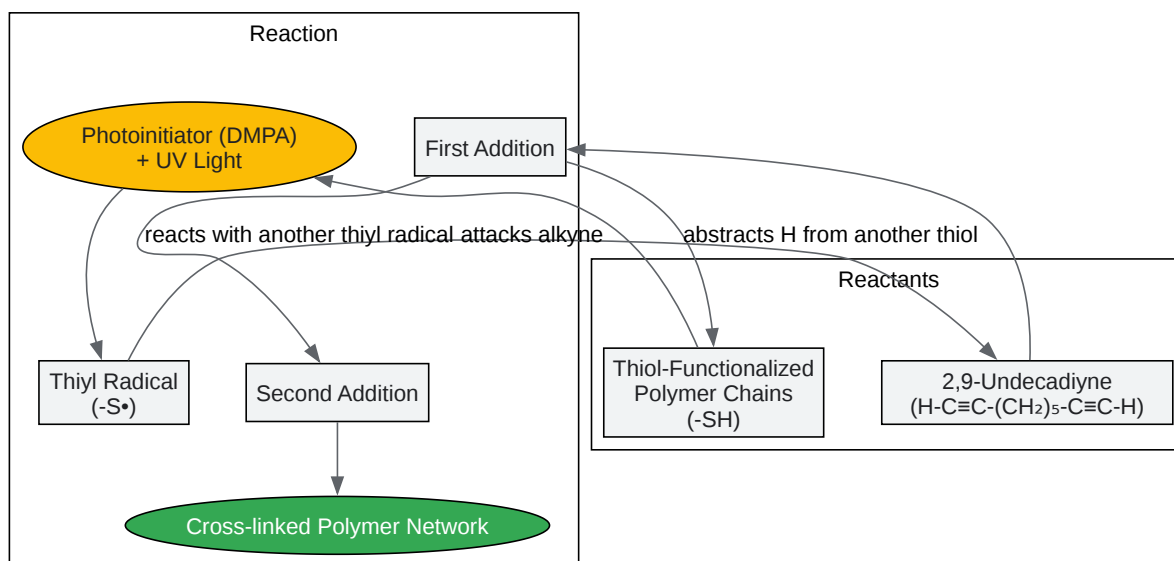 Reaction
Photoinitiator (DMPA)
+ UV Light
First Addition
reacts with another thiyl radical
attacks alkyne
abstracts H from another thiol
Reactants
Thiyl Radical
(-S•)
Second Addition
Thiol-Functionalized
Polymer Chains
(-SH)
2,9-Undecadiyne
(H-C≡C-(CH₂)₅-C≡C-H)
Cross-linked Polymer Network